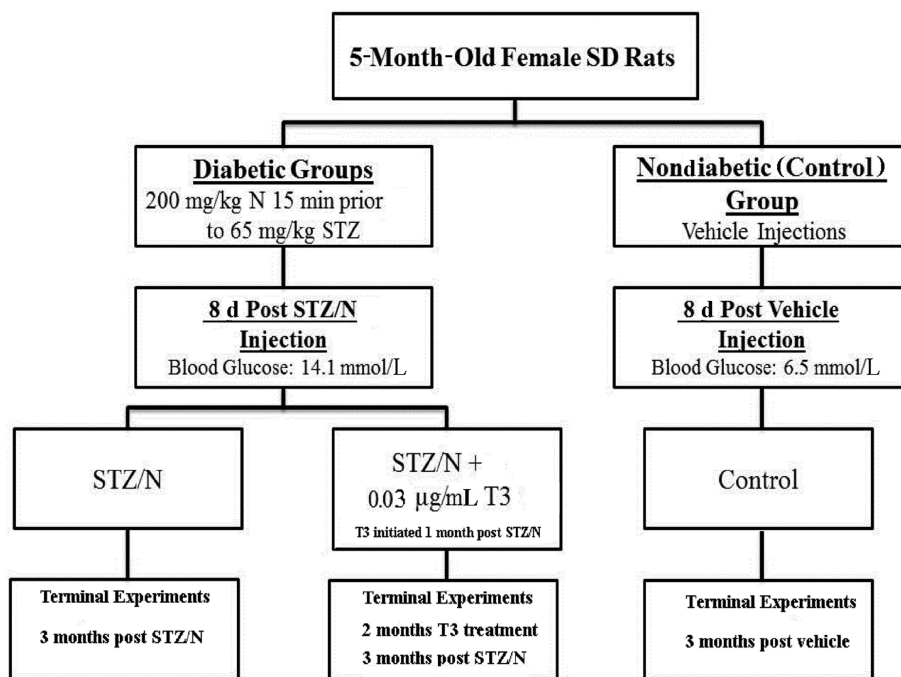 5-Month-Old Female SD Rats
Diabetic Groups
200 mg/kg N 15 min prior
to 65 mg/kg STZ
Nondiabetic (Control)
Group
Vehicle Injections
8 d Post STZ/N
Injection
Blood Glucose: 14.1 mmol/L
8 d Post Vehicle
Injection
Blood Glucose: 6.5 mmol/L
STZ/N
STZ/N +
0.03 µg/mL T3
T3 initiated 1 month post STZ/N
Control
Terminal Experiments
3 months post STZ/N
Terminal Experiments
2 months T3 treatment
3 months post STZ/N
Terminal Experiments
3 months post vehicle